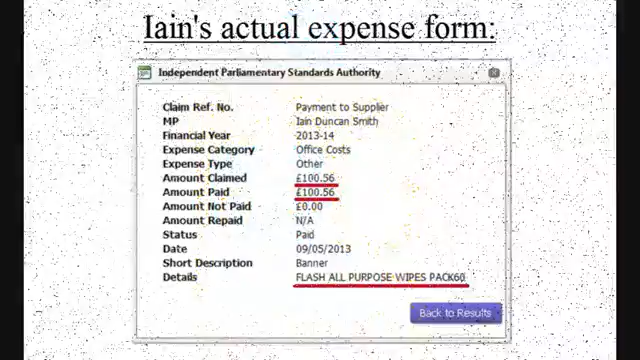 Iain's actual expense form:
Independent Parliamentary Standards Authority
Claim Ref. No. Payment to Supplier
MP Iain Duncan Smith
Financial Year 2013-14
Expense Category Office Costs
Expense Type Other
Amount Claimed £100.56
Amount Paid £100.56
Amount Not Paid £0.00
Amount Repaid N/A
Status Paid
Date 09/05/2013
Short Description Banner
Details FLASH ALL PURPOSE WIPES PACK60
Back to Results